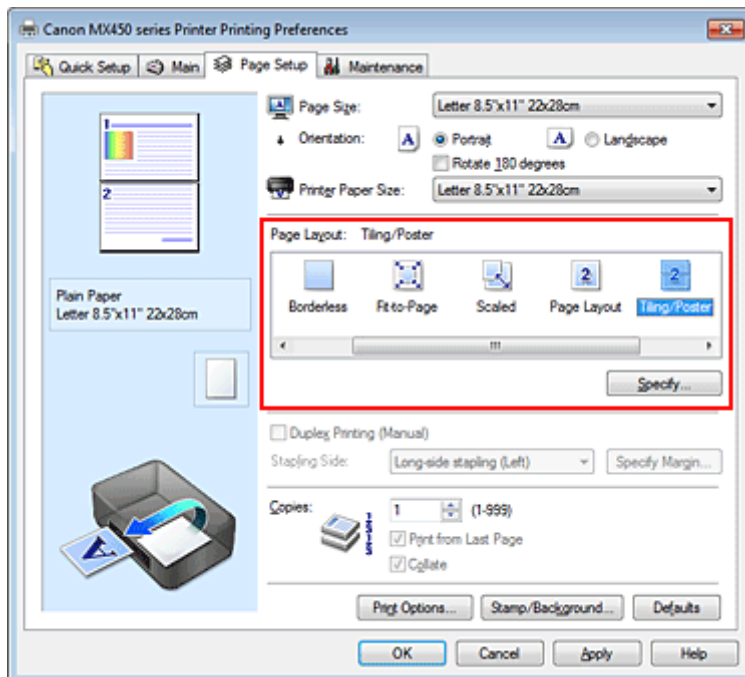 Canon MX450 series Printer Printing Preferences
Quick Setup Main Page Setup Maintenance
1
2
Plain Paper
Letter 8.5"x11" 22x28cm
Page Size: Letter 8.5"x11" 22x28cm
Orientation: A Portrait A Landscape
Rotate 180 degrees
Printer Paper Size: Letter 8.5"x11" 22x28cm
Page Layout: Tiling/Poster
2 2
Borderless Fit-to-Page Scaled Page Layout Tiling/Poster
Specify...
Duplex Printing (Manual)
Stapling Side: Long-side stapling (Left) Specify Margin...
Copies: 1 (1-999)
Print from Last Page
Collate
A
Print Options... Stamp/Background... Defaults
OK Cancel Apply Help